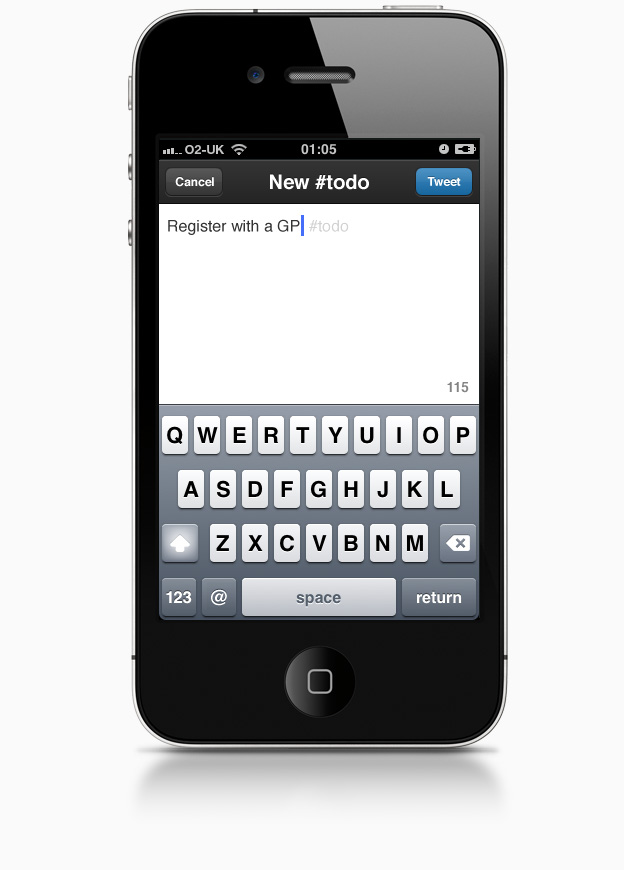 O2-UK 01:05
Cancel New #todo Tweet
Register with a GP #todo
115
Q W E R T Y U I O P
A S D F G H J K L
Z X C V B N M
123 @ space return